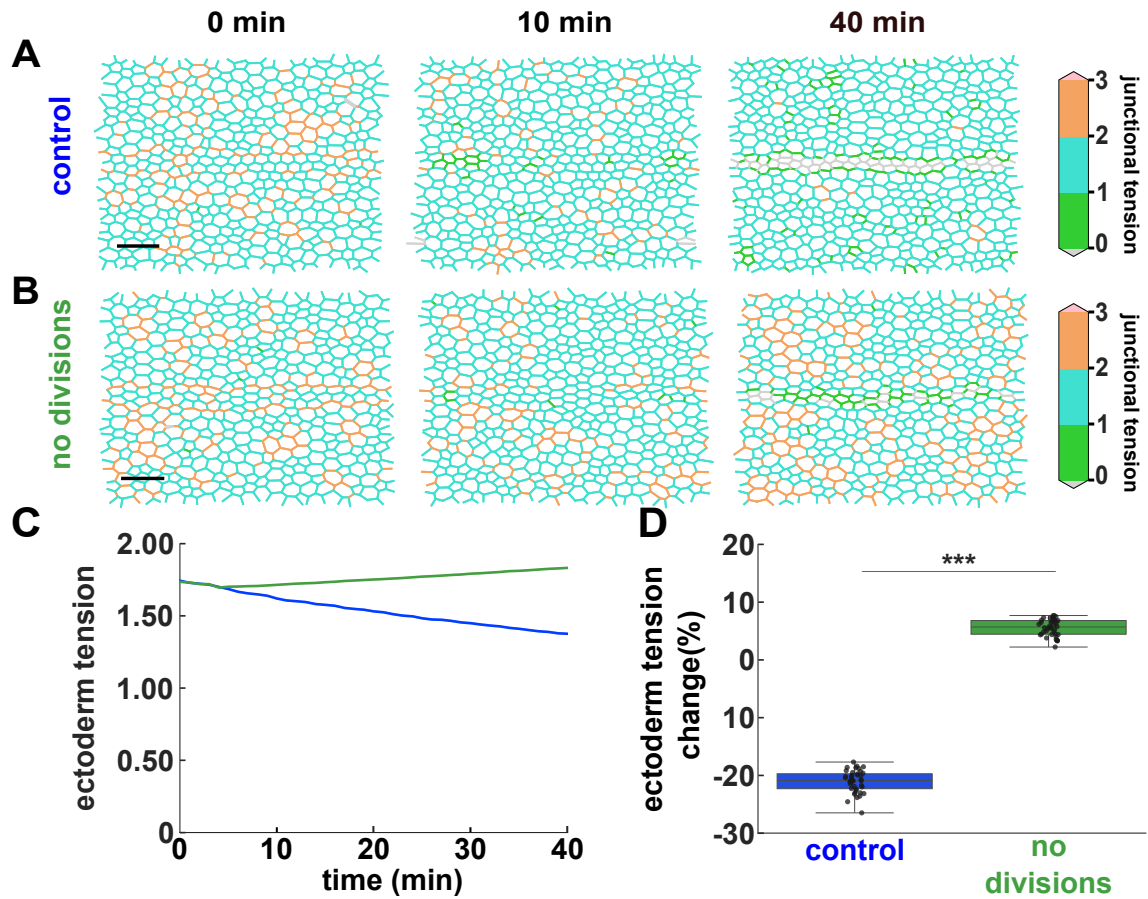 0 min 10 min 40 min
A
control
3
2
1
0
junctional tension
B
no divisions
3
2
1
0
junctional tension
C
ectoderm tension
2.00
1.50
1.00
0.50
0
0 10 20 30 40
time (min)
D
ectoderm tension
change(%)
20
10
0
10
-20
-30
***
control
no
divisions